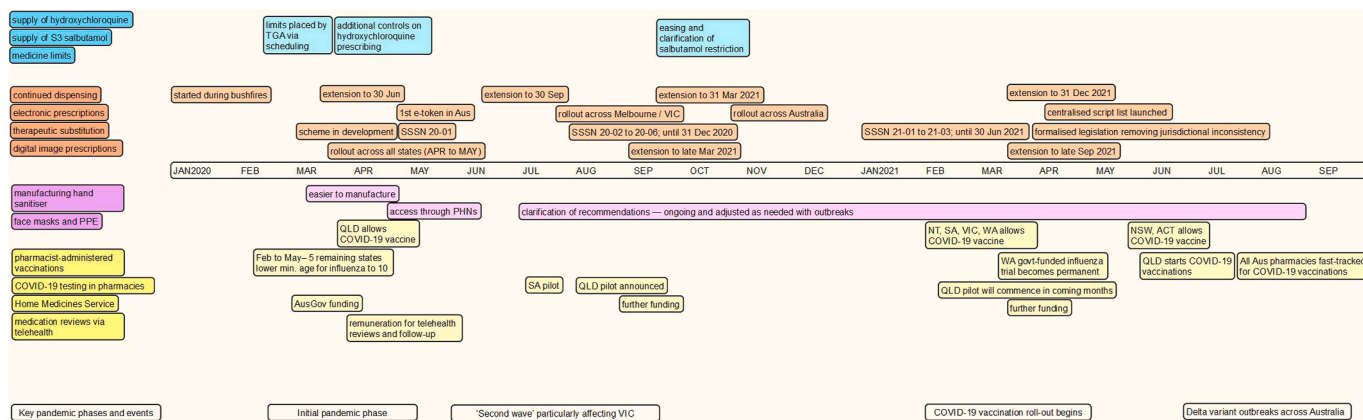 supply of hydroxychloroquine
supply of S3 salbutamol
medicine limits
limits placed by
TGA via
scheduling
additional controls on
hydroxychloroquine
prescribing
easing and
clarification of
salbutamol restriction
continued dispensing
started during bushfires
extension to 30 Jun
extension to 30 Sep
extension to 31 Mar 2021
extension to 31 Dec 2021
electronic prescriptions
1st e-token in Aus
rollout across Melbourne / VIC
rollout across Australia
centralised script list launched
therapeutic substitution
scheme in development
SSSN 20-01
SSSN 20-02 to 20-06; until 31 Dec 2020
SSSN 21-01 to 21-03; until 30 Jun 2021
formalised legislation removing jurisdictional inconsistency
digital image prescriptions
rollout across all states (APR to MAY)
extension to late Mar 2021
extension to late Sep 2021
JAN2020 FEB MAR APR MAY JUN JUL AUG SEP OCT NOV DEC JAN2021 FEB MAR APR MAY JUN JUL AUG SEP
manufacturing hand
sanitiser
easier to manufacture
face masks and PPE
access through PHNs
clarification of recommendations — ongoing and adjusted as needed with outbreaks
QLD allows
COVID-19 vaccine
NT, SA, VIC, WA allows
COVID-19 vaccine
NSW, ACT allows
COVID-19 vaccine
pharmacist-administered
vaccinations
Feb to May– 5 remaining states
lower min. age for influenza to 10
WA govt-funded influenza
trial becomes permanent
QLD starts COVID-19
vaccinations
All Aus pharmacies fast-tracked
for COVID-19 vaccinations
COVID-19 testing in pharmacies
SA pilot
QLD pilot announced
QLD pilot will commence in coming months
Home Medicines Service
AusGov funding
further funding
further funding
medication reviews via
telehealth
remuneration for telehealth
reviews and follow-up
Key pandemic phases and events
Initial pandemic phase
‘Second wave’ particularly affecting VIC
COVID-19 vaccination roll-out begins
Delta variant outbreaks across Australia